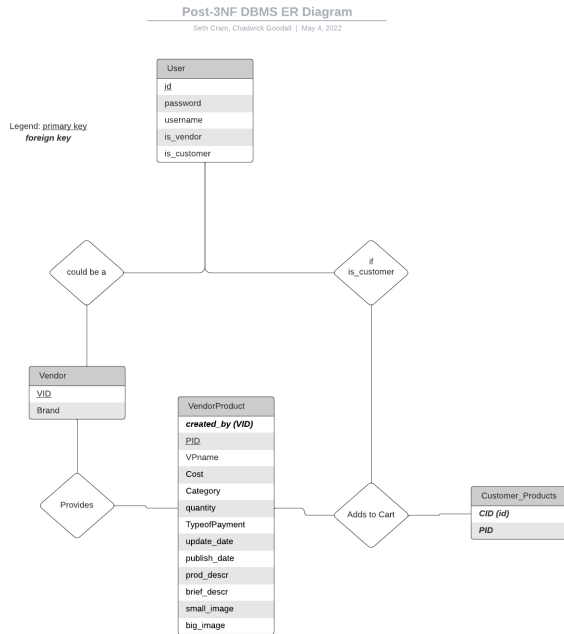 Post-3NF DBMS ER Diagram
Seth Cram, Chadwick Goodall | May 4, 2022
User
id
password
username
is_vendor
is_customer
Legend: primary key
foreign key
could be a
if
is_customer
Vendor
VID
Brand
VendorProduct
created_by (VID)
PID
VPname
Cost
Category
quantity
TypeofPayment
update_date
publish_date
prod_descr
brief_descr
small_image
big_image
Provides
Adds to Cart
Customer_Products
CID (id)
PID